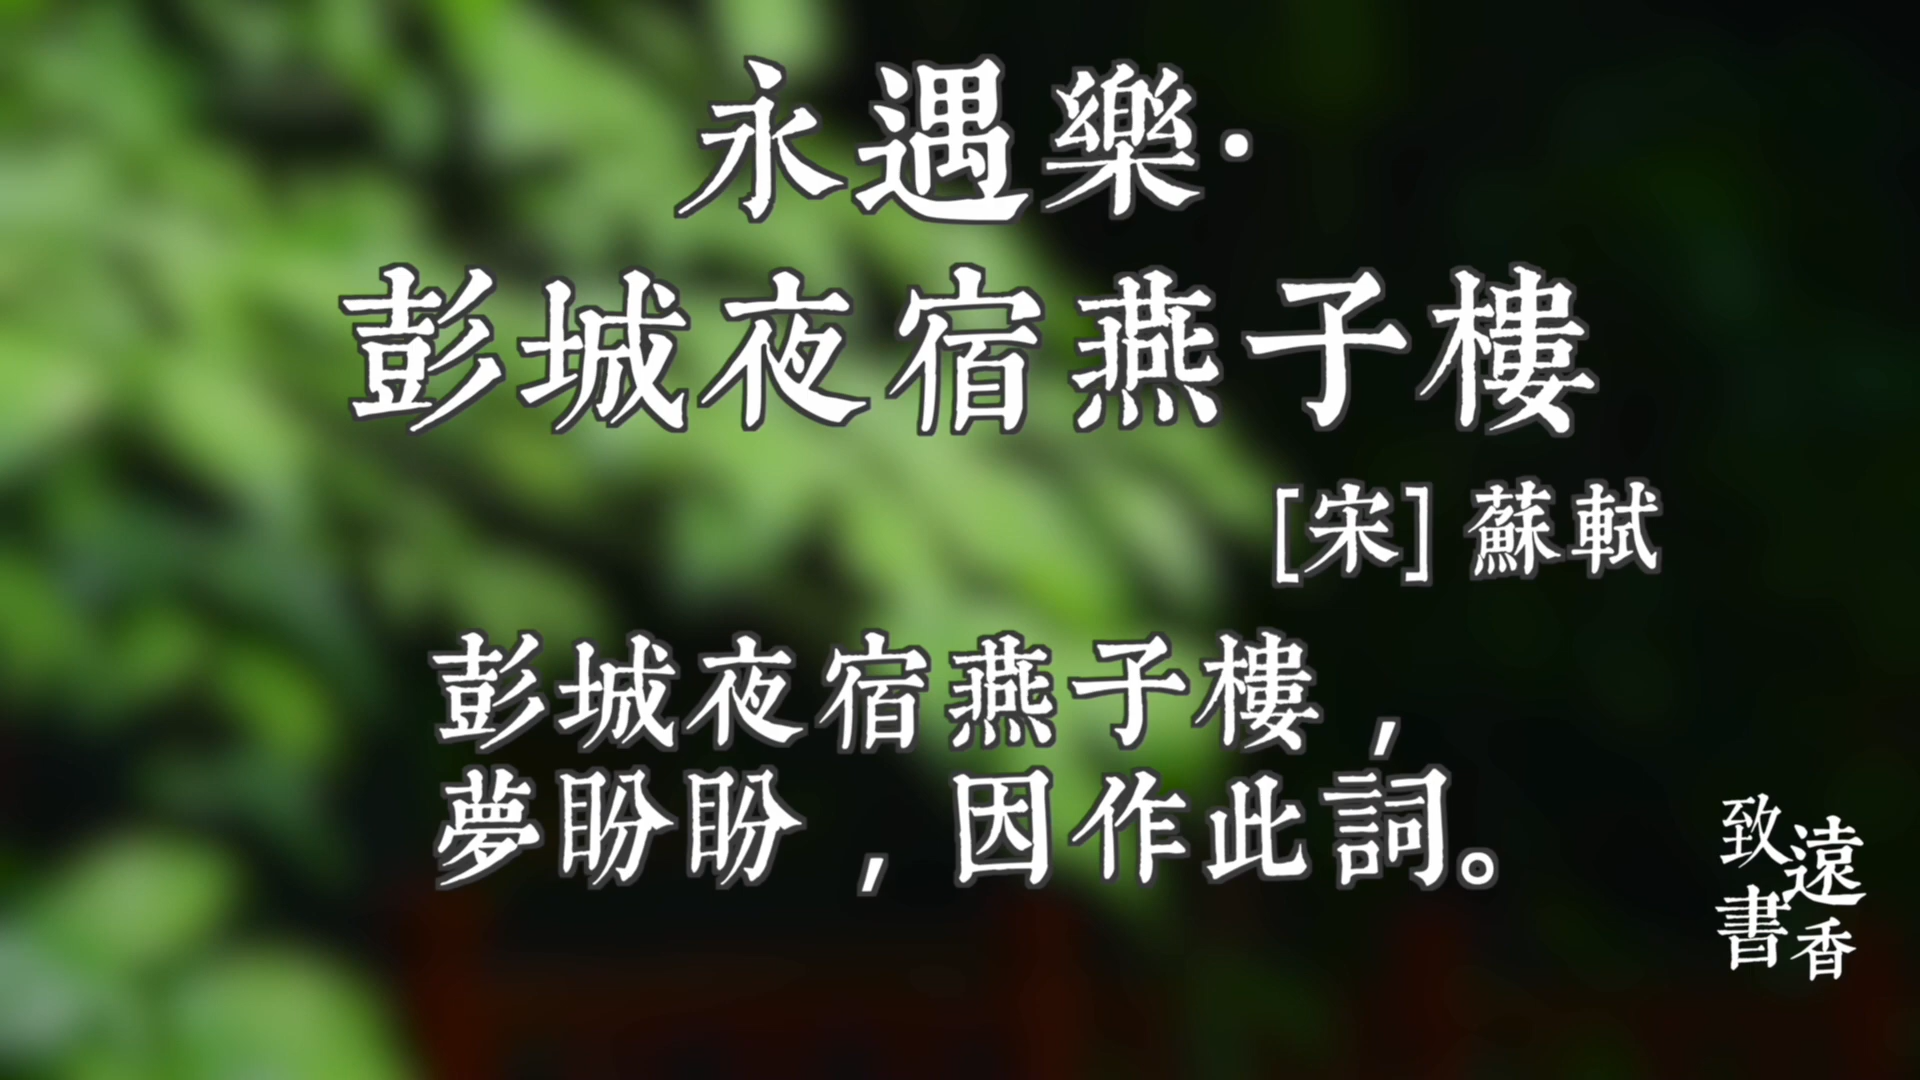 永遇樂·
彭城夜宿燕子樓
[宋] 蘇軾
彭城夜宿燕子樓，
夢盼盼，因作此詞。
致遠
書香